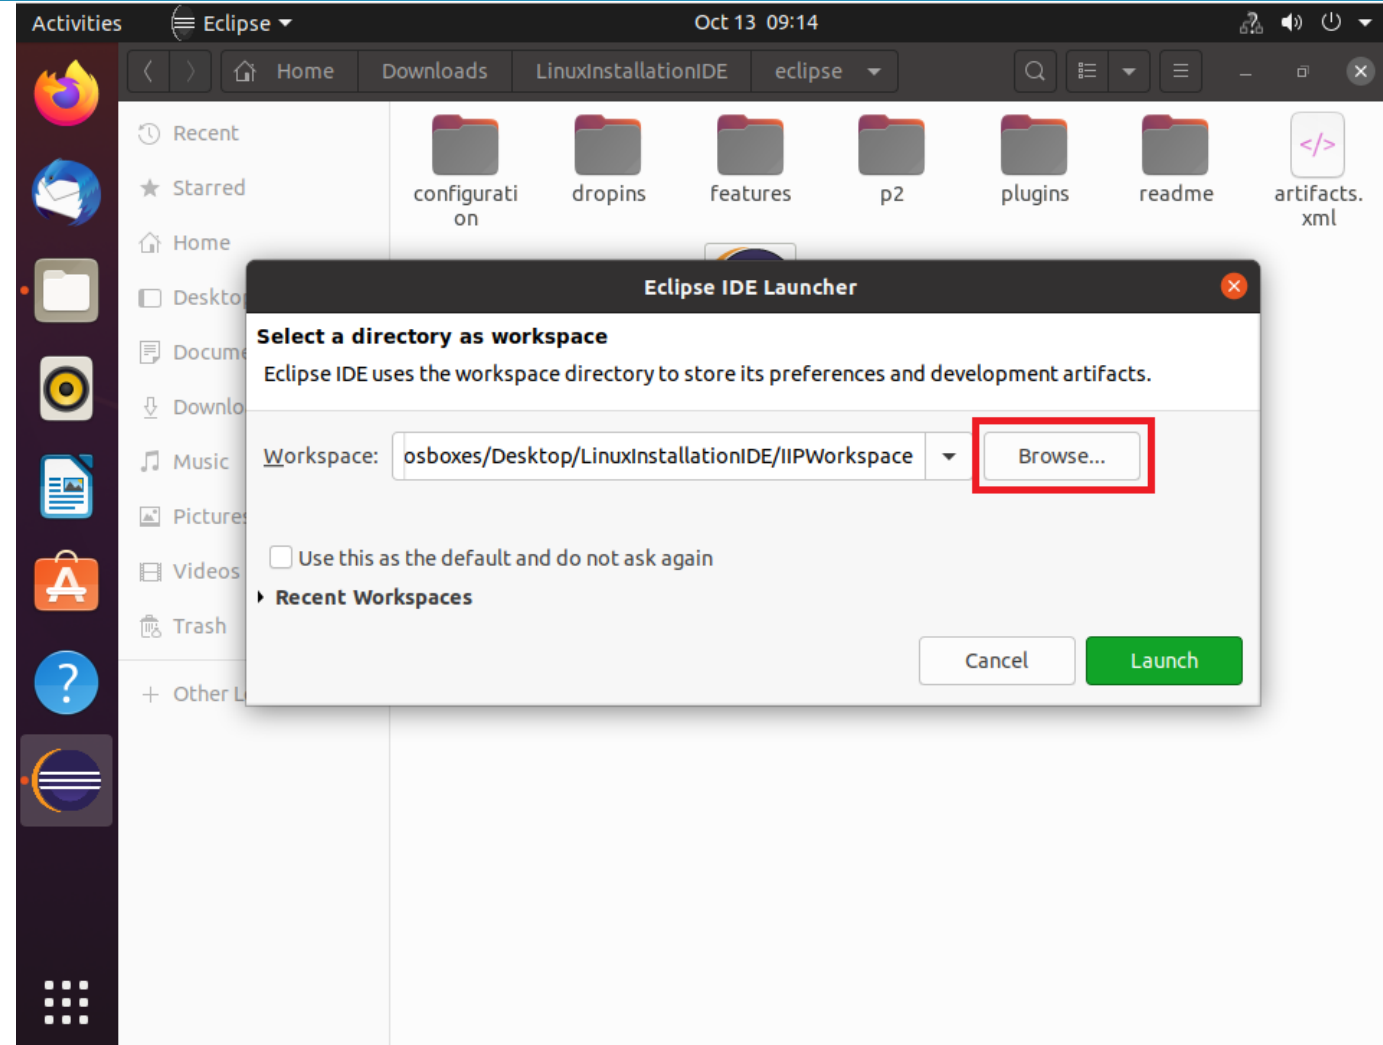 Activities
Eclipse
Oct 13 09:14
Home
Downloads
LinuxInstallationIDE
eclipse
Recent
Starred
Home
Desktop
Docume
Downlo
Music
Pictures
Videos
Trash
Other L
configurati
on
dropins
features
p2
plugins
readme
</>
artifacts.
xml
Eclipse IDE Launcher
Select a directory as workspace
Eclipse IDE uses the workspace directory to store its preferences and development artifacts.
Workspace:
osboxes/Desktop/LinuxInstallationIDE/IIPWorkspace
Browse...
Use this as the default and do not ask again
Recent Workspaces
Cancel
Launch